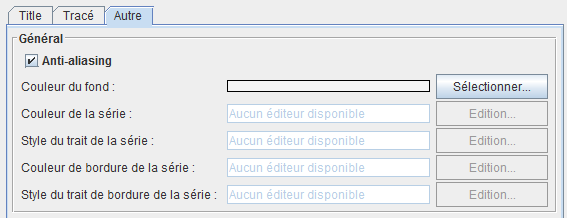 Title Tracé Autre
Général
Anti-aliasing
Couleur du fond : Sélectionner...
Couleur de la série : Aucun éditeur disponible Edition...
Style du trait de la série : Aucun éditeur disponible Edition...
Couleur de bordure de la série : Aucun éditeur disponible Edition...
Style du trait de bordure de la série : Aucun éditeur disponible Edition...